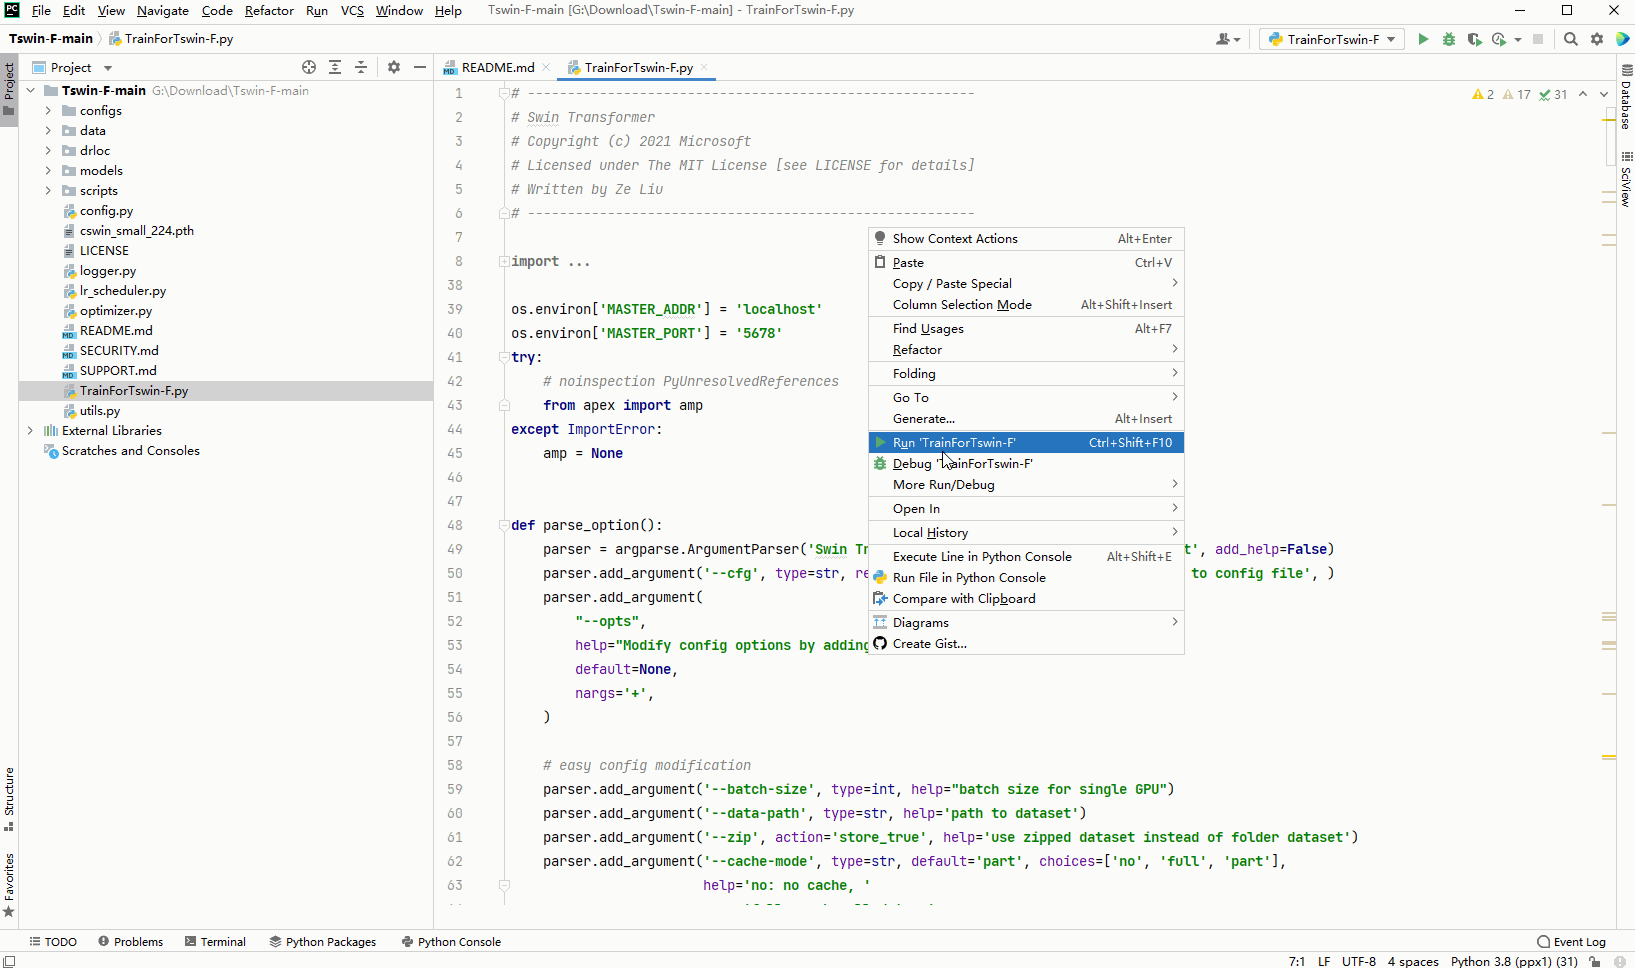 PC File Edit View Navigate Code Refactor Run VCS Window Help Tswin-F-main [G:\Download\Tswin-F-main] - TrainForTswin-F.py
Tswin-F-main TrainForTswin-F.py TrainForTswin-F
Project
Project
README.md
TrainForTswin-F.py
Tswin-F-main G:\Download\Tswin-F-main
configs
data
drloc
models
scripts
config.py
cswin_small_224.pth
LICENSE
logger.py
lr_scheduler.py
optimizer.py
README.md
SECURITY.md
SUPPORT.md
TrainForTswin-F.py
utils.py
External Libraries
Scratches and Consoles
Structure
Favorites
2 17 31
Database
SciView
1 # --------------------------------------------------------
2 # Swin Transformer
3 # Copyright (c) 2021 Microsoft
4 # Licensed under The MIT License [see LICENSE for details]
5 # Written by Ze Liu
6 # --------------------------------------------------------
7
8 import ...
38
39 os.environ['MASTER_ADDR'] = 'localhost'
40 os.environ['MASTER_PORT'] = '5678'
41 try:
42 # noinspection PyUnresolvedReferences
43 from apex import amp
44 except ImportError:
45 amp = None
46
47
48 def parse_option():
49 parser = argparse.ArgumentParser('Swin Tr t', add_help=False)
50 parser.add_argument('--cfg', type=str, re to config file', )
51 parser.add_argument(
52 "--opts",
53 help="Modify config options by adding
54 default=None,
55 nargs='+',
56 )
57
58 # easy config modification
59 parser.add_argument('--batch-size', type=int, help="batch size for single GPU")
60 parser.add_argument('--data-path', type=str, help='path to dataset')
61 parser.add_argument('--zip', action='store_true', help='use zipped dataset instead of folder dataset')
62 parser.add_argument('--cache-mode', type=str, default='part', choices=['no', 'full', 'part'],
63 help='no: no cache, '
Show Context Actions Alt+Enter
Paste Ctrl+V
Copy / Paste Special
Column Selection Mode Alt+Shift+Insert
Find Usages Alt+F7
Refactor
Folding
Go To
Generate... Alt+Insert
Run 'TrainForTswin-F' Ctrl+Shift+F10
Debug 'TrainForTswin-F'
More Run/Debug
Open In
Local History
Execute Line in Python Console Alt+Shift+E
Run File in Python Console
Compare with Clipboard
Diagrams
Create Gist...
TODO Problems Terminal Python Packages Python Console Event Log
7:1 LF UTF-8 4 spaces Python 3.8 (ppx1) (31)